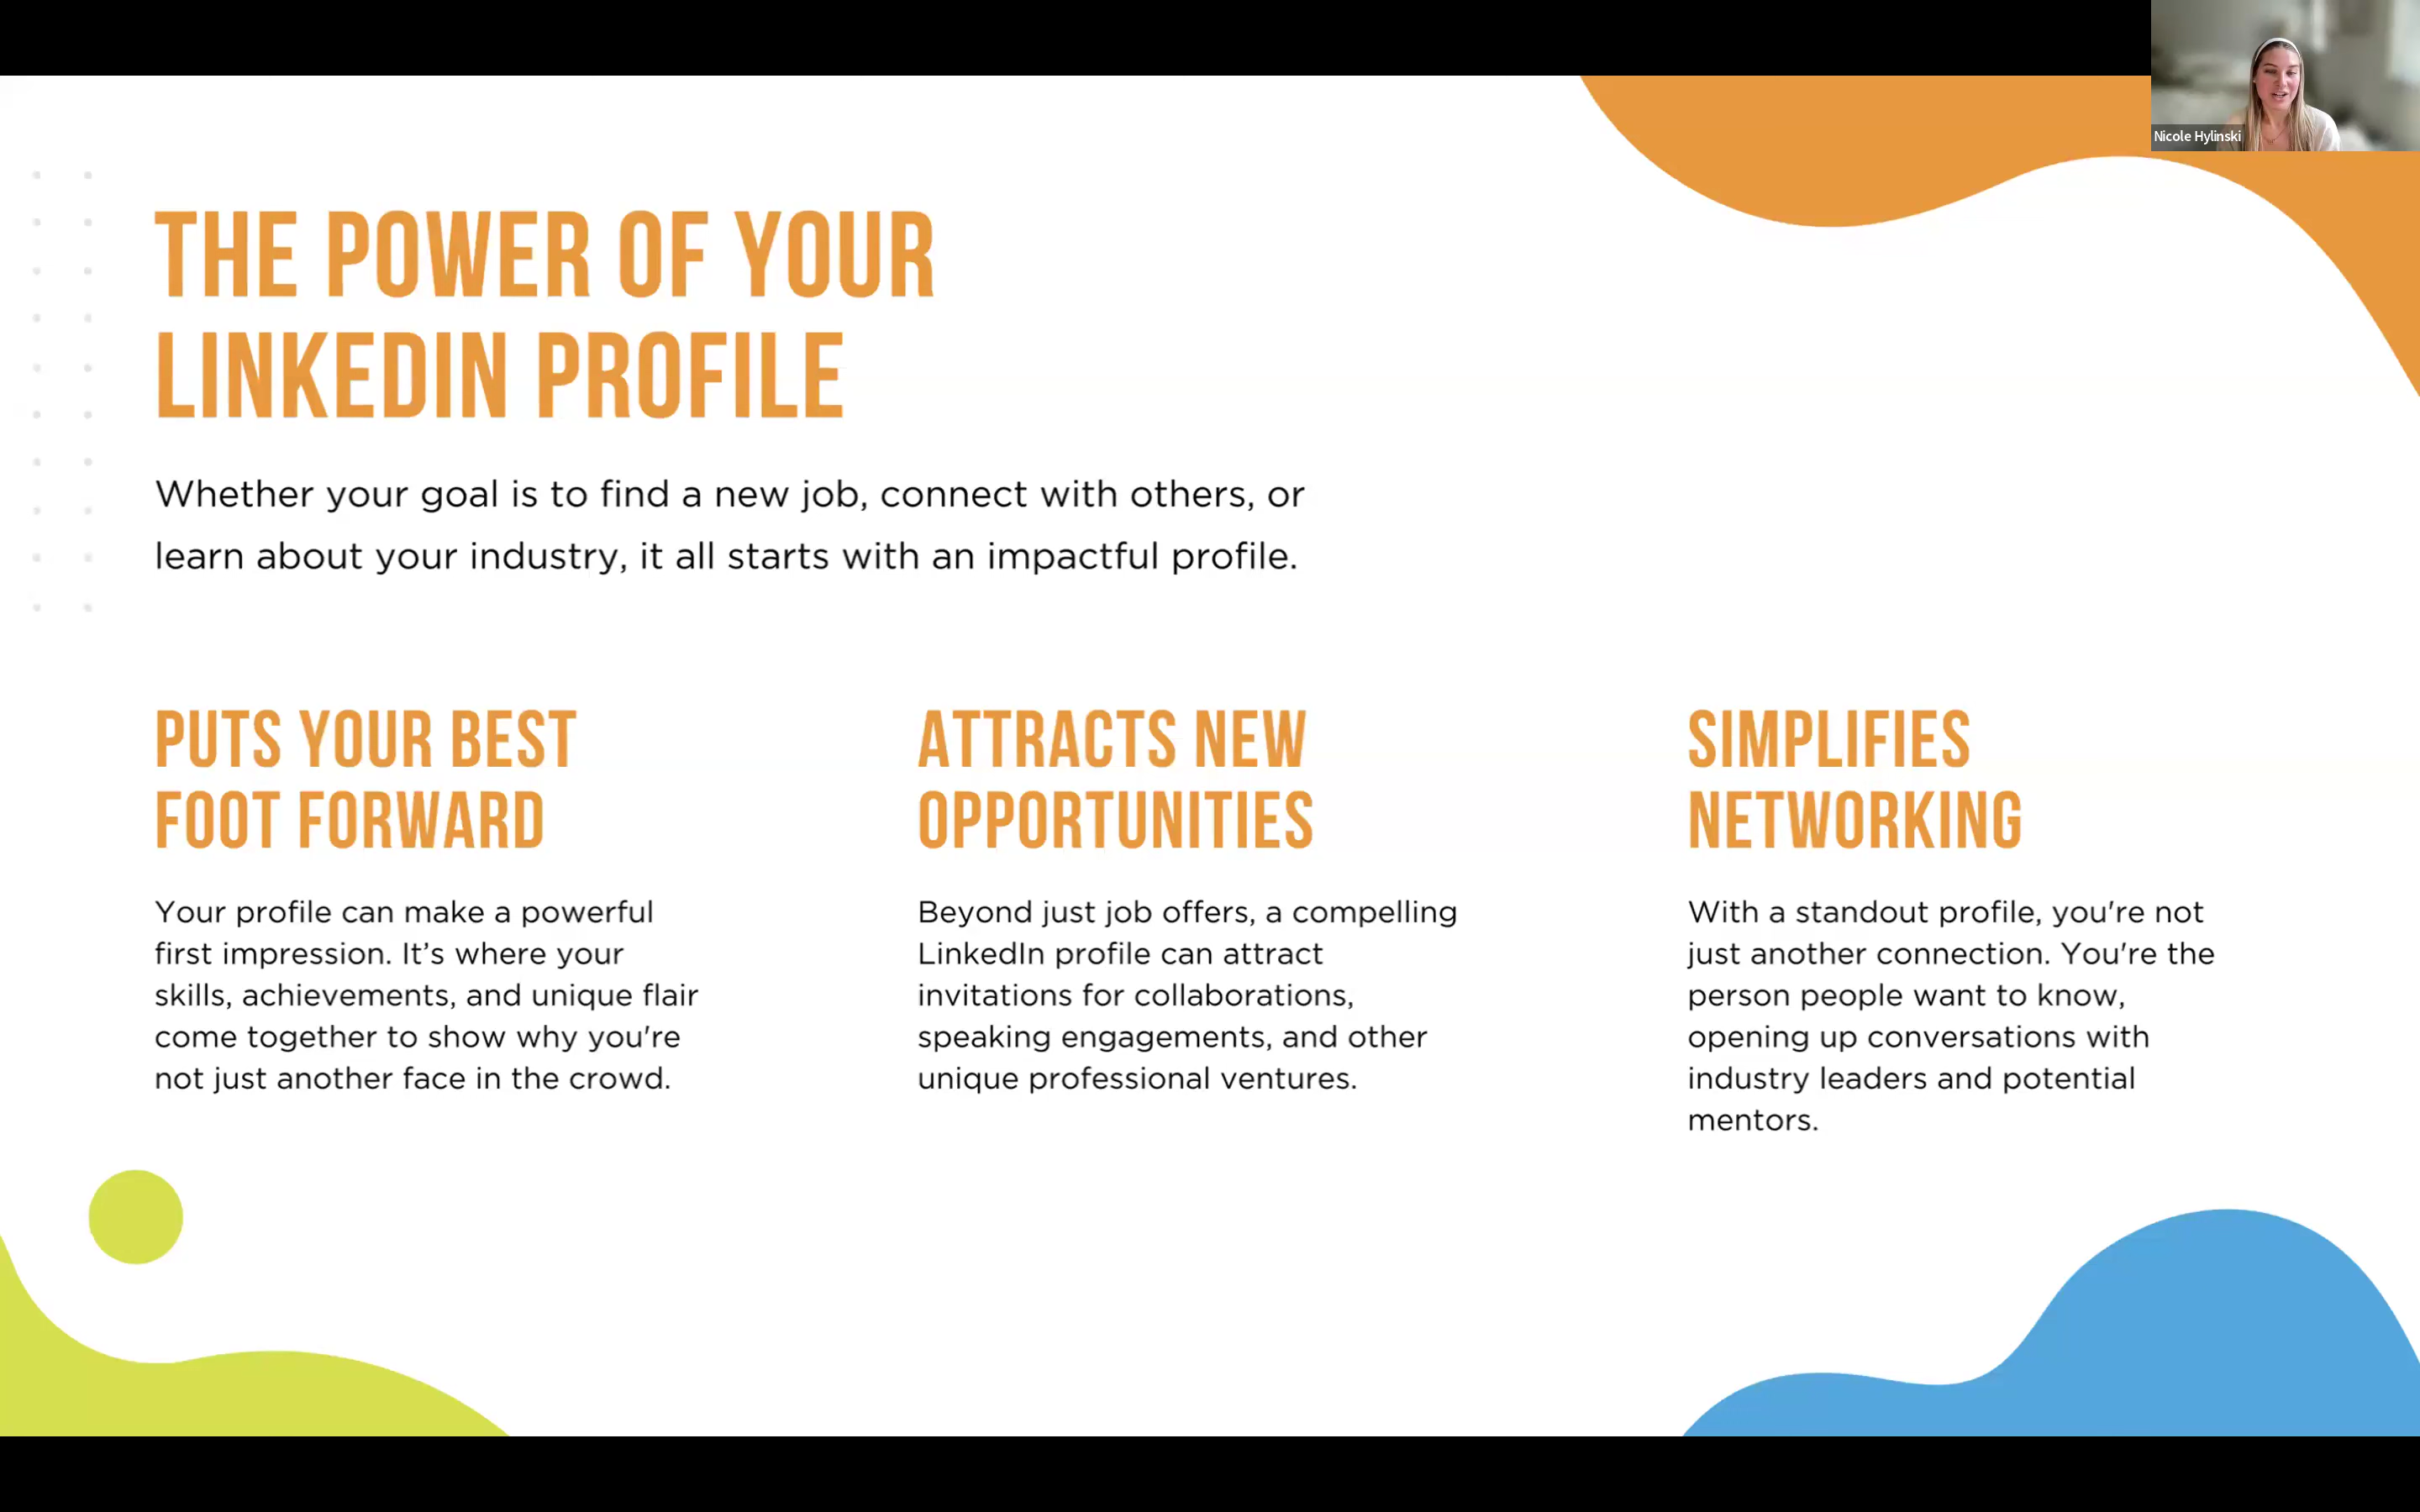 Nicole Hylinski
THE POWER OF YOUR
LINKEDIN PROFILE
Whether your goal is to find a new job, connect with others, or
learn about your industry, it all starts with an impactful profile.
PUTS YOUR BEST
FOOT FORWARD
Your profile can make a powerful
first impression. It’s where your
skills, achievements, and unique flair
come together to show why you're
not just another face in the crowd.
ATTRACTS NEW
OPPORTUNITIES
Beyond just job offers, a compelling
LinkedIn profile can attract
invitations for collaborations,
speaking engagements, and other
unique professional ventures.
SIMPLIFIES
NETWORKING
With a standout profile, you're not
just another connection. You're the
person people want to know,
opening up conversations with
industry leaders and potential
mentors.